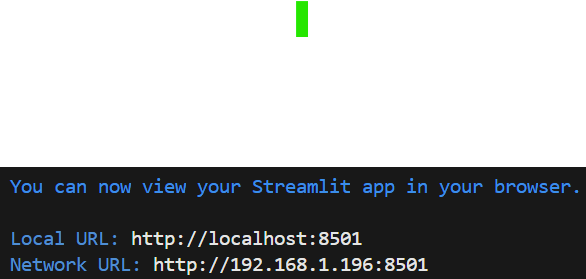 You can now view your Streamlit app in your browser.
Local URL: http://localhost:8501
Network URL: http://192.168.1.196:8501